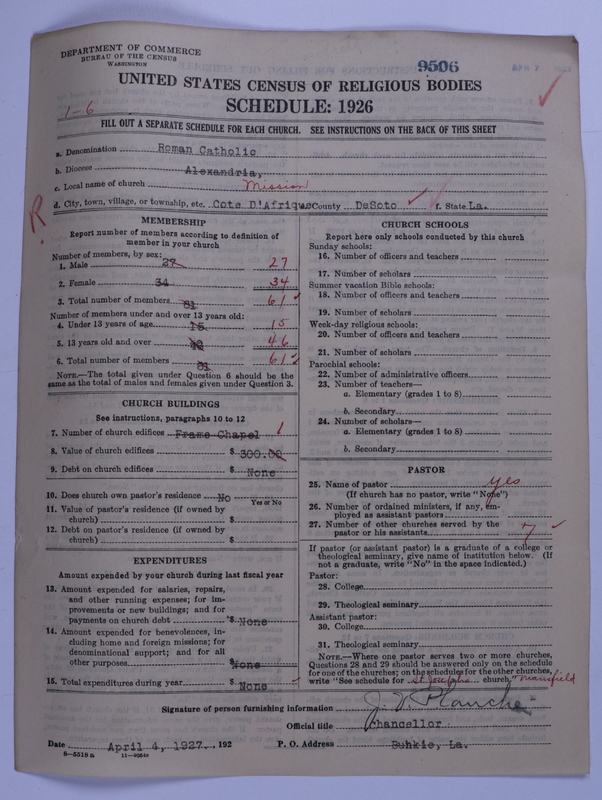 DEPARTMENT OF COMMERCE
BUREAU OF THE CENSUS
WASHINGTON
9506
UNITED STATES CENSUS OF RELIGIOUS BODIES
SCHEDULE: 1926
1-6
FILL OUT A SEPARATE SCHEDULE FOR EACH CHURCH. SEE INSTRUCTIONS ON THE BACK OF THIS SHEET
a. Denomination Roman Catholic
b. Diocese Alexandria,
c. Local name of church Mission
d. City, town, village, or township, etc. Cote D'Afrique County DeSoto f. State La.
R.
MEMBERSHIP
Report number of members according to definition of
member in your church
Number of members, by sex:
1. Male 27 27
2. Female 34 34
3. Total number of members 61 61
Number of members under and over 13 years old:
4. Under 13 years of age 15 15
5. 13 years old and over 46
6. Total number of members 61 61
NOTE.—The total given under Question 6 should be the
same as the total of males and females given under Question 3.
CHURCH BUILDINGS
See instructions, paragraphs 10 to 12
7. Number of church edifices Frame Chapel 1
8. Value of church edifices $ 300.00
9. Debt on church edifices $ None
10. Does church own pastor's residence No
Yes or No
11. Value of pastor's residence (if owned by
church) $
12. Debt on pastor's residence (if owned by
church) $
EXPENDITURES
Amount expended by your church during last fiscal year
13. Amount expended for salaries, repairs,
and other running expenses; for im-
provements or new buildings; and for
payments on church debt $ None
14. Amount expended for benevolences, in-
cluding home and foreign missions; for
denominational support; and for all
other purposes $ None
15. Total expenditures during year $ None
CHURCH SCHOOLS
Report here only schools conducted by this church
Sunday schools:
16. Number of officers and teachers
17. Number of scholars
Summer vacation Bible schools:
18. Number of officers and teachers
19. Number of scholars
Week-day religious schools:
20. Number of officers and teachers
21. Number of scholars
Parochial schools:
22. Number of administrative officers
23. Number of teachers—
a. Elementary (grades 1 to 8)
b. Secondary
24. Number of scholars—
a. Elementary (grades 1 to 8)
b. Secondary
PASTOR
25. Name of pastor yes
(If church has no pastor, write "None")
26. Number of ordained ministers, if any, em-
ployed as assistant pastors
27. Number of other churches served by the
pastor or his assistants 7
If pastor (or assistant pastor) is a graduate of a college or
theological seminary, give name of institution below. (If
not a graduate, write "No" in the space indicated.)
Pastor:
28. College
29. Theological seminary
Assistant pastor:
30. College
31. Theological seminary
NOTE.—Where one pastor serves two or more churches,
Questions 28 and 29 should be answered only on the schedule
for one of the churches; on the schedules for the other churches,
write "See schedule for St. Josephs church," Mansfield
Signature of person furnishing information J. V. Plauche
Official title Chancellor
Date April 4, 1927. , 192 P. O. Address Bunkie, La.
8-5518 a